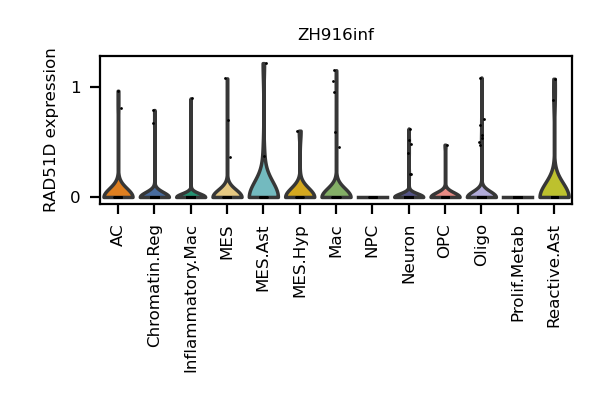 ZH916inf
RAD51D expression
1
0
AC
Chromatin.Reg
Inflammatory.Mac
MES
MES.Ast
MES.Hyp
Mac
NPC
Neuron
OPC
Oligo
Prolif.Metab
Reactive.Ast